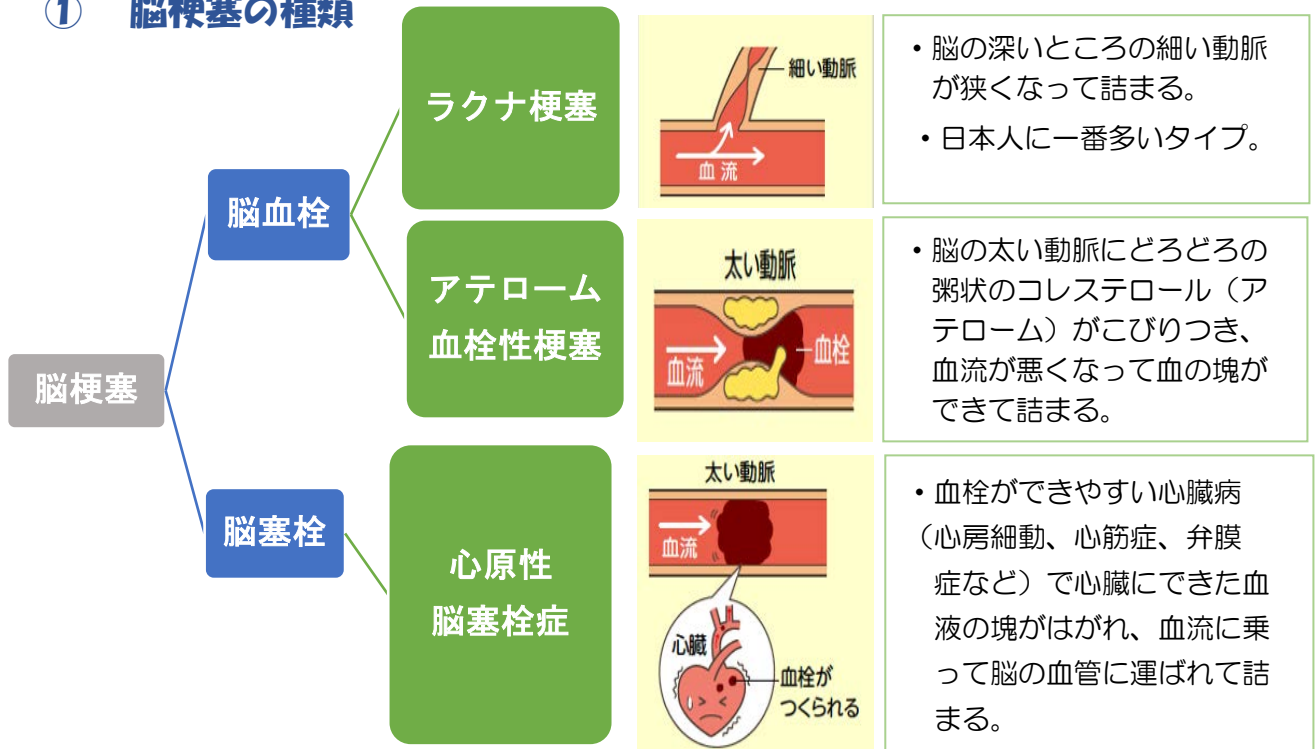 ① 脳梗塞の種類
脳梗塞
脳血栓
ラクナ梗塞
細い動脈
血流
・脳の深いところの細い動脈
が狭くなって詰まる。
・日本人に一番多いタイプ。
アテローム
血栓性梗塞
太い動脈
血流
血栓
・脳の太い動脈にどろどろの
粥状のコレステロール（ア
テローム）がこびりつき、
血流が悪くなって血の塊が
できて詰まる。
脳塞栓
心原性
脳塞栓症
太い動脈
血流
心臓
血栓が
つくられる
・血栓ができやすい心臓病
（心房細動、心筋症、弁膜
症など）で心臓にできた血
液の塊がはがれ、血流に乗
って脳の血管に運ばれて詰
まる。